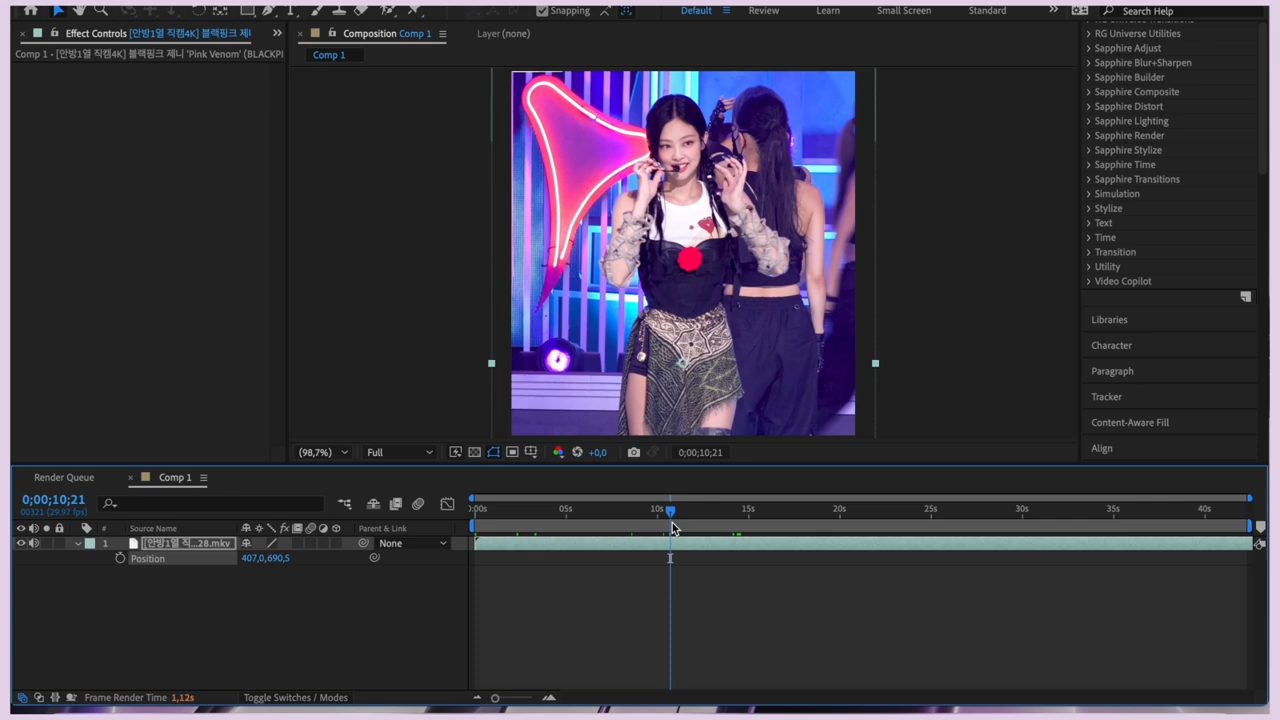 Snapping
Default
Review
Learn
Small Screen
Standard
Search Help
Effect Controls [안방1열 직캠4K] 블랙핑크 제니
Comp 1 • [안방1열 직캠4K] 블랙핑크 제니 'Pink Venom' (BLACKPI
Composition Comp 1
Layer (none)
Comp 1
RG Universe Utilities
Sapphire Adjust
Sapphire Blur+Sharpen
Sapphire Builder
Sapphire Composite
Sapphire Distort
Sapphire Lighting
Sapphire Render
Sapphire Stylize
Sapphire Time
Sapphire Transitions
Simulation
Stylize
Text
Time
Transition
Utility
Video Copilot
Libraries
Character
Paragraph
Tracker
Content-Aware Fill
Align
(98,7%)
Full
+0,0
0;00;10;21
Render Queue
Comp 1
0;00;10;21
00321 (29.97 fps)
:00s 05s 10s 15s 20s 25s 30s 35s 40s
# Source Name
Parent & Link
1 [안방1열 직...28.mkv
None
Position 407,0,690,5
Frame Render Time 1,12s
Toggle Switches / Modes